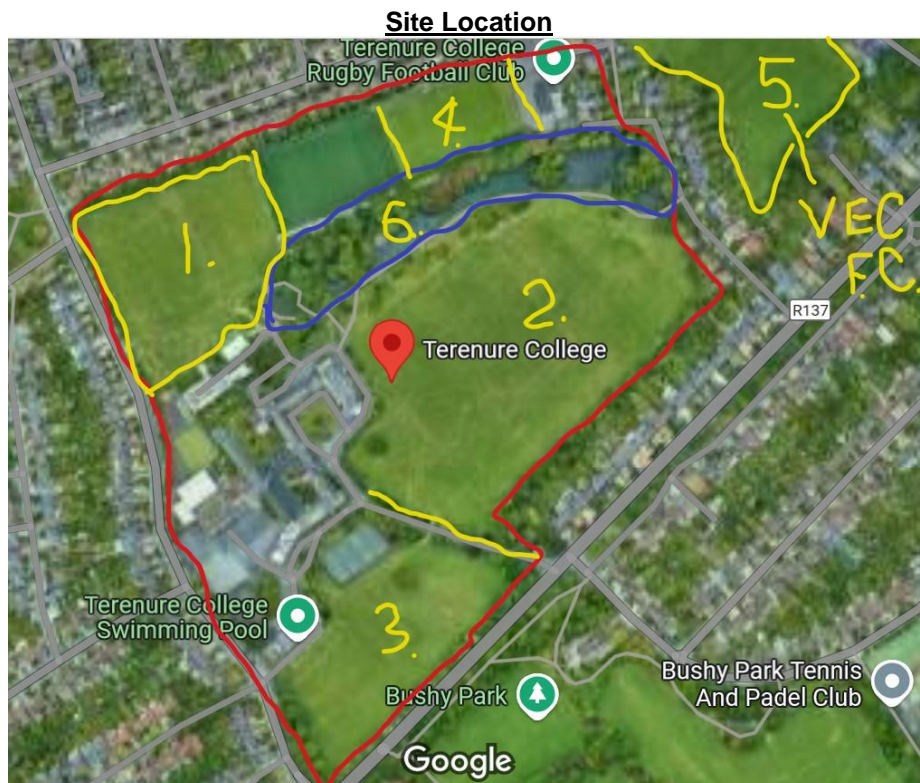 Site Location
Terenure College
Rugby Football Club
4.
5.
1.
6.
VEC
F.C.
2.
R137
Terenure College
3.
Terenure College
Swimming Pool
Bushy Park
Bushy Park Tennis
And Padel Club
Google